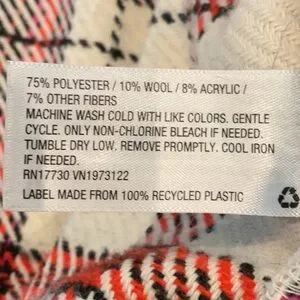 75% POLYESTER / 10% WOOL / 8% ACRYLIC /
7% OTHER FIBERS
MACHINE WASH COLD WITH LIKE COLORS. GENTLE
CYCLE. ONLY NON-CHLORINE BLEACH IF NEEDED.
TUMBLE DRY LOW. REMOVE PROMPTLY. COOL IRON
IF NEEDED.
RN17730 VN1973122
LABEL MADE FROM 100% RECYCLED PLASTIC